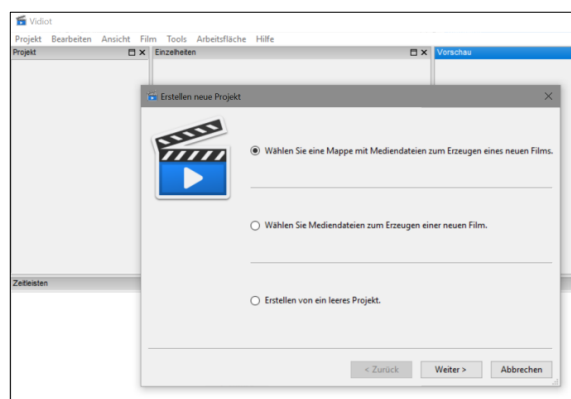 Vidiot
Projekt Bearbeiten Ansicht Film Tools Arbeitsfläche Hilfe
Projekt Einzelheiten Vorschau
Erstellen neue Projekt
Wählen Sie eine Mappe mit Mediendateien zum Erzeugen eines neuen Films.
Wählen Sie Mediendateien zum Erzeugen einer neuen Film.
Zeitleisten
Erstellen von ein leeres Projekt.
< Zurück Weiter > Abbrechen